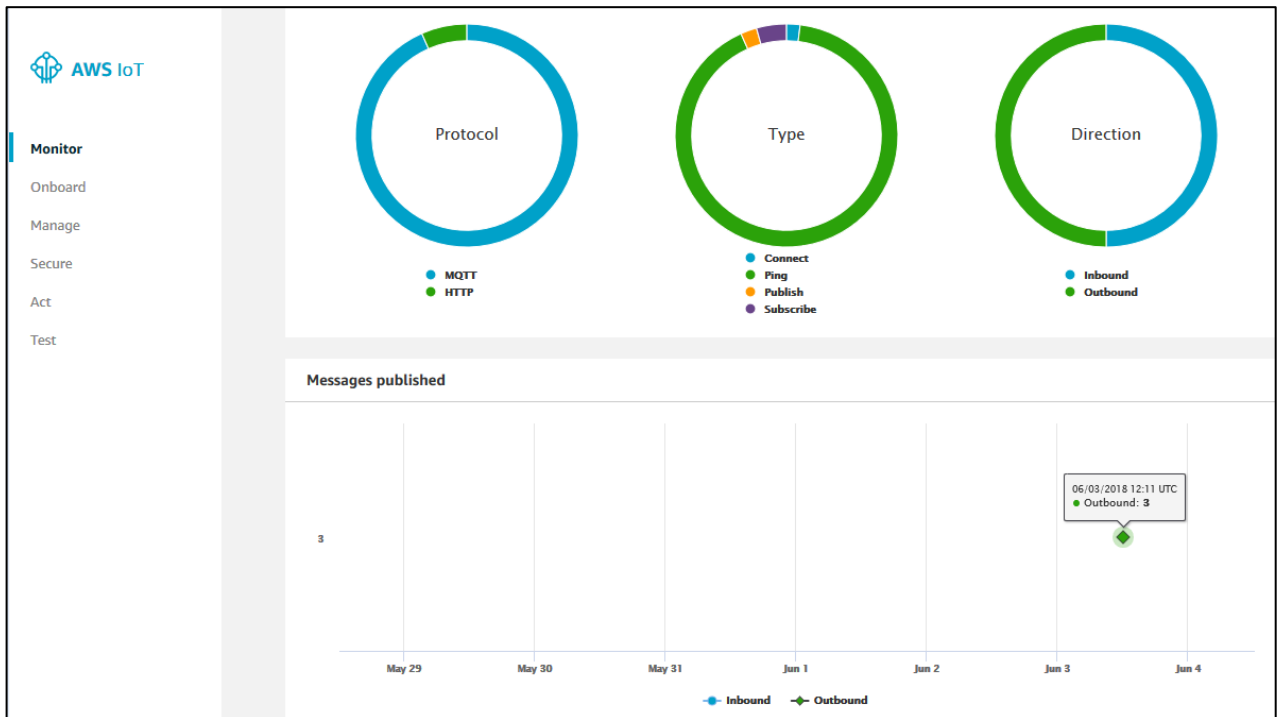 AWS IoT
Monitor
Onboard
Manage
Secure
Act
Test
Protocol
MQTT
HTTP
Type
Connect
Ping
Publish
Subscribe
Direction
Inbound
Outbound
Messages published
06/03/2018 12:11 UTC
Outbound: 3
3
May 29 May 30 May 31 Jun 1 Jun 2 Jun 3 Jun 4
Inbound Outbound